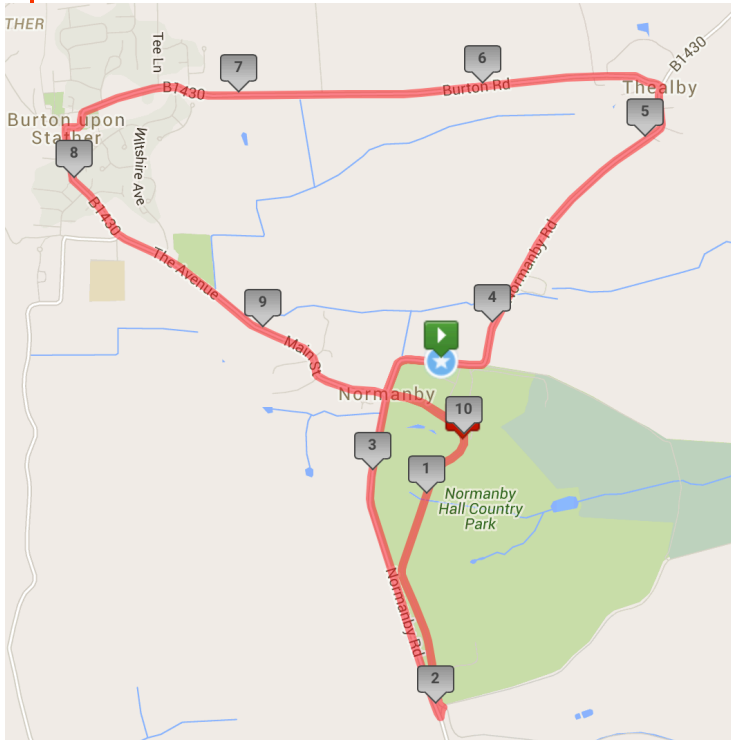 THER
Tee Ln
7
6
B1430
B1430
Burton Rd
Thealby
5
Burton upon
Stather
8
Wiltshire Ave
B1430
The Avenue
Normanby Rd
4
9
Main St
Normanby
10
3
1
Normanby
Hall Country
Park
Normanby Rd
2